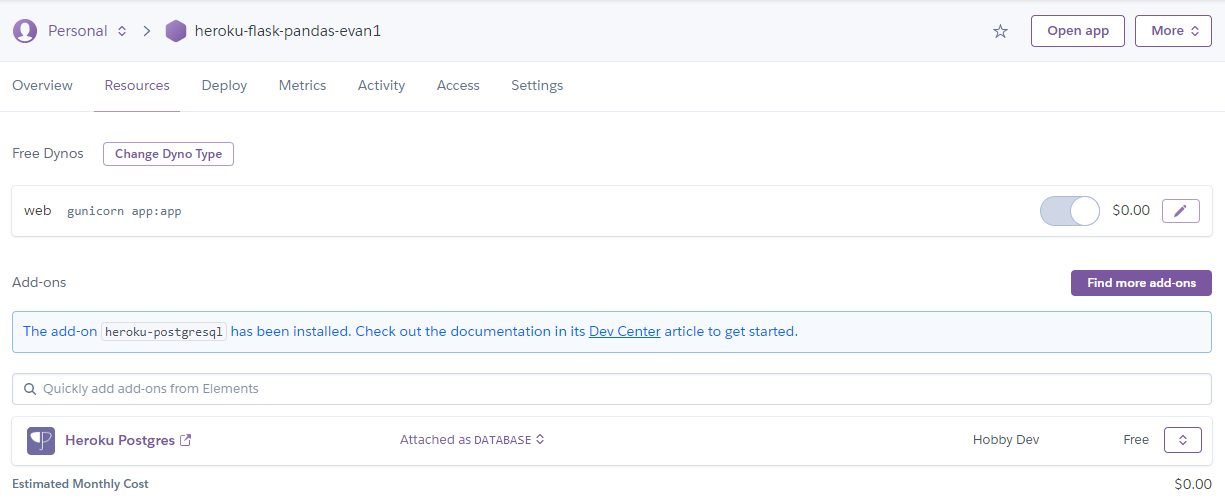 Personal heroku-flask-pandas-evan1 Open app More
Overview Resources Deploy Metrics Activity Access Settings
Free Dynos Change Dyno Type
web gunicorn app:app $0.00
Add-ons Find more add-ons
The add-on heroku-postgresql has been installed. Check out the documentation in its Dev Center article to get started.
Quickly add add-ons from Elements
Heroku Postgres Attached as DATABASE Hobby Dev Free
Estimated Monthly Cost $0.00